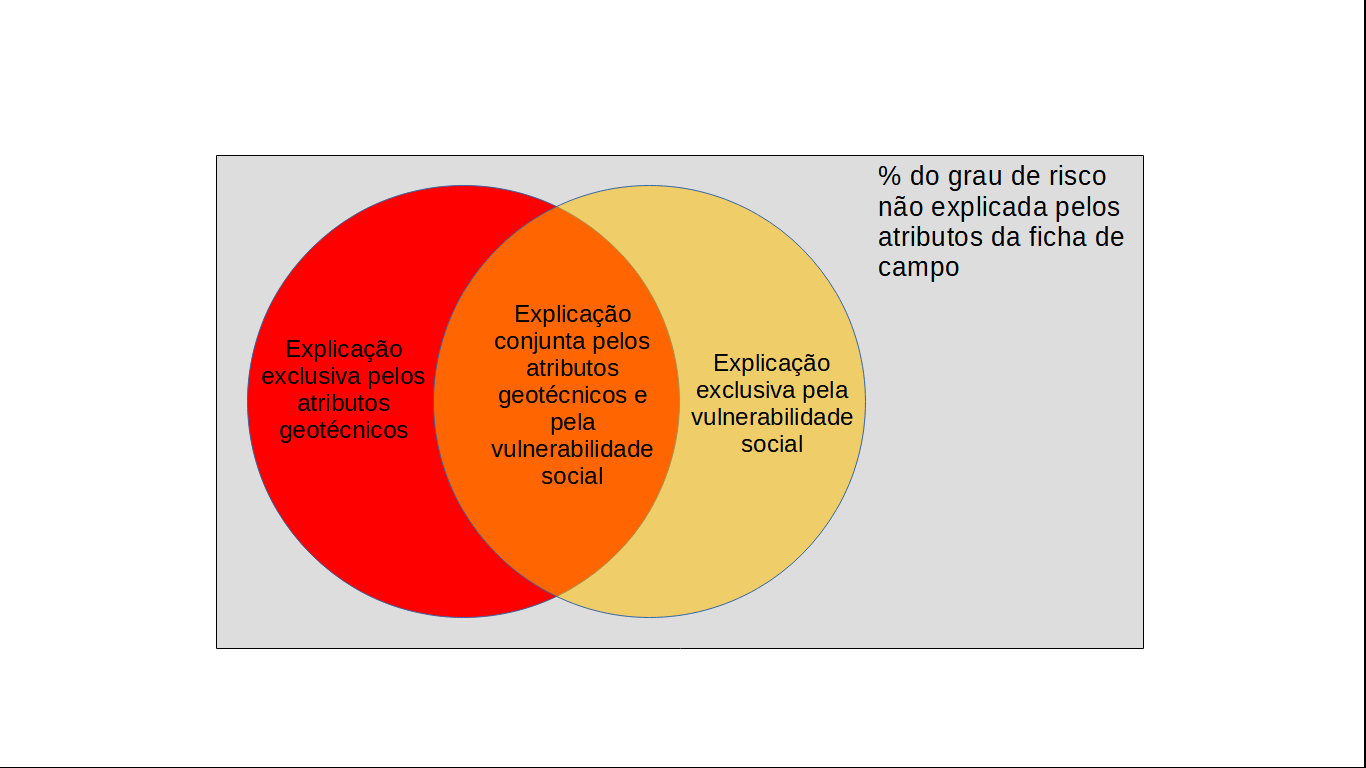 % do grau de risco
não explicada pelos
atributos da ficha de
campo
Explicação
exclusiva pelos
atributos
geotécnicos
Explicação
conjunta pelos
atributos
geotécnicos e
pela
vulnerabilidade
social
Explicação
exclusiva pela
vulnerabilidade
social